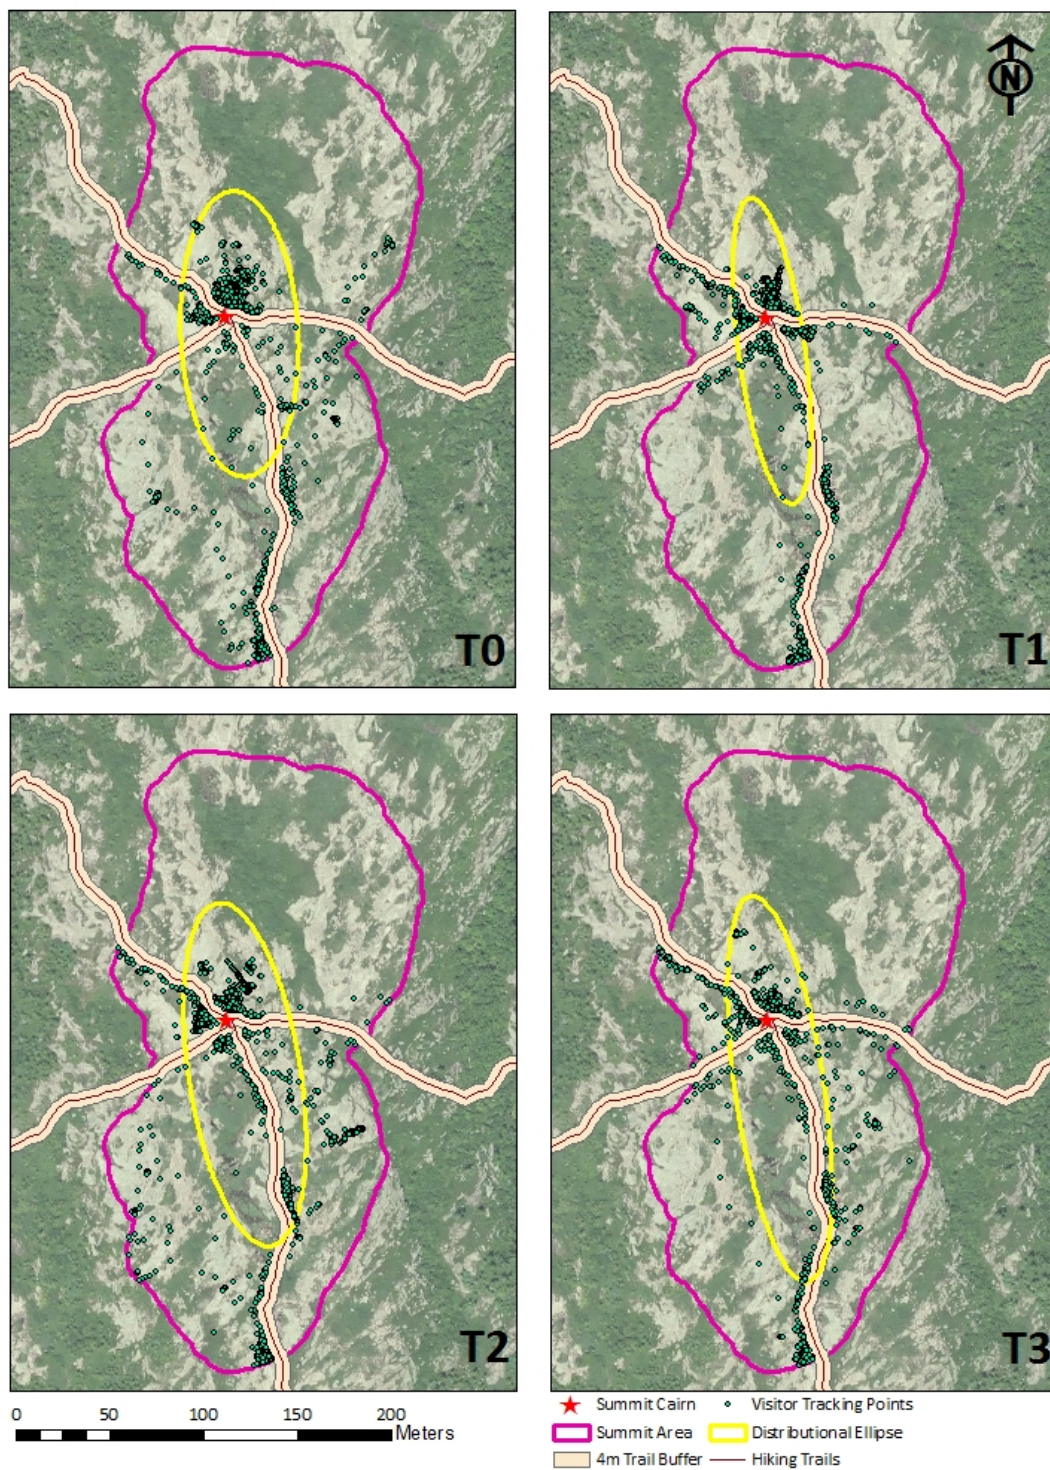 N
T0
T1
T2
T3
0 50 100 150 200
Meters
Summit Cairn
Visitor Tracking Points
Summit Area
Distributional Ellipse
4m Trail Buffer
Hiking Trails